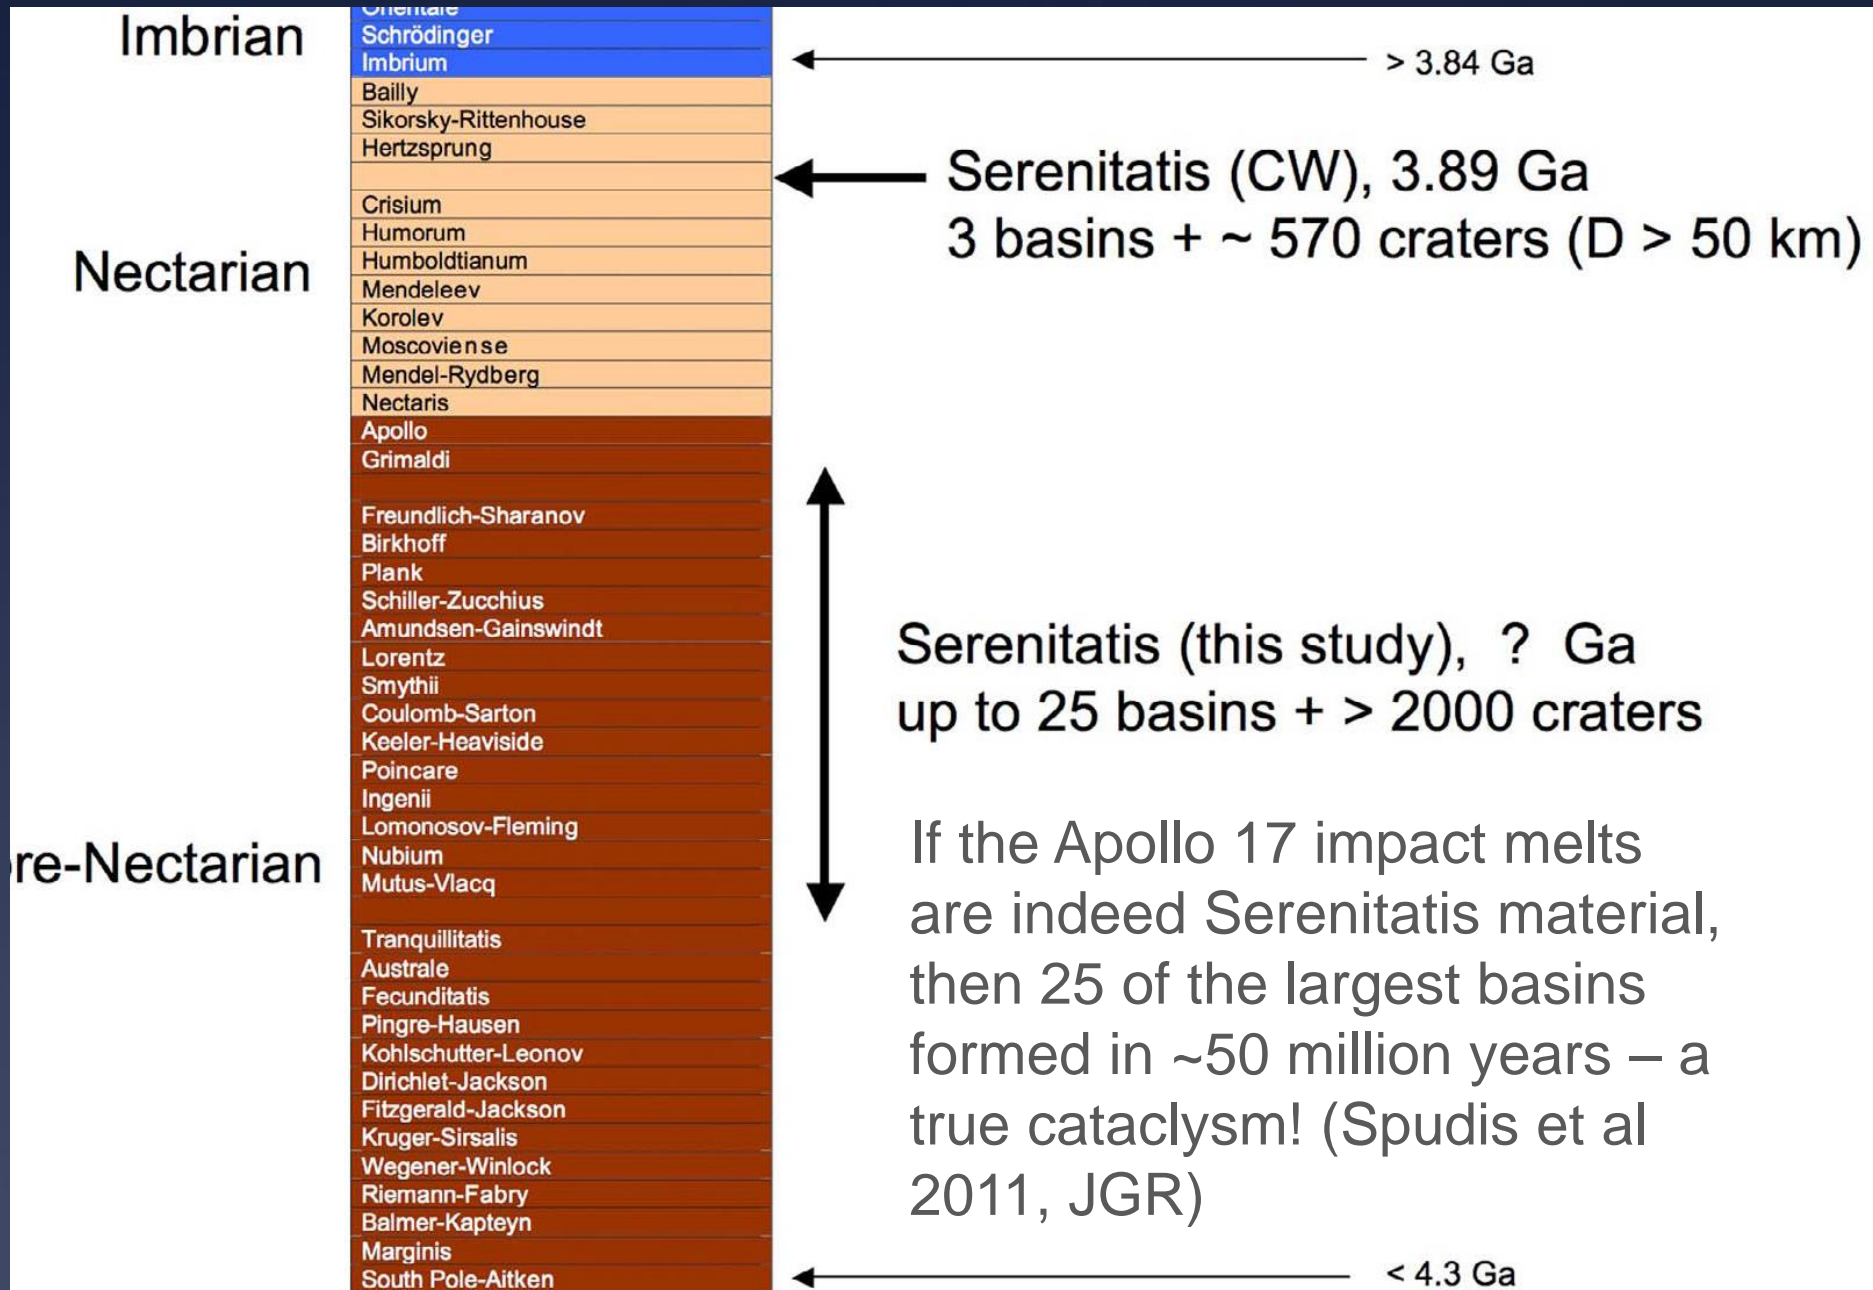 Imbrian
Orientale
Schrödinger
Imbrium
> 3.84 Ga
Bailly
Sikorsky-Rittenhouse
Hertzsprung
Serenitatis (CW), 3.89 Ga
3 basins + ~ 570 craters (D > 50 km)
Nectarian
Crisium
Humorum
Humboldtianum
Mendeleev
Korolev
Moscoviense
Mendel-Rydberg
Nectaris
Apollo
Grimaldi
Freundlich-Sharanov
Birkhoff
Plank
Schiller-Zucchius
Amundsen-Gainswindt
Lorentz
Smythii
Coulomb-Sarton
Keeler-Heaviside
Poincare
Ingenii
Lomonosov-Fleming
Nubium
Mutus-Vlacq
Serenitatis (this study), ? Ga
up to 25 basins + > 2000 craters
re-Nectarian
Tranquillitatis
Australe
Fecunditatis
Pingre-Hausen
Kohlschutter-Leonov
Dirichlet-Jackson
Fitzgerald-Jackson
Kruger-Sirsalis
Wegener-Winlock
Riemann-Fabry
Balmer-Kapteyn
Marginis
South Pole-Aitken
If the Apollo 17 impact melts
are indeed Serenitatis material,
then 25 of the largest basins
formed in ~50 million years – a
true cataclysm! (Spudis et al
2011, JGR)
< 4.3 Ga